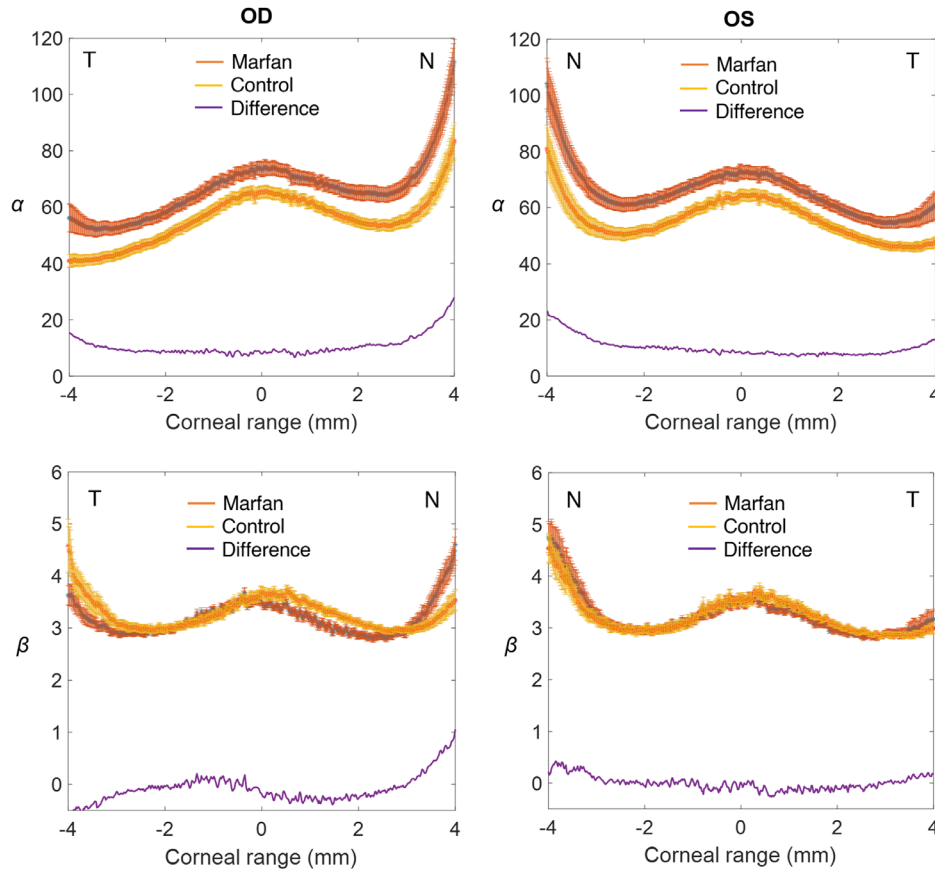 OD
OS
120
100
80
60
40
20
0
α
T
N
Marfan
Control
Difference
-4
-2
0
2
4
Corneal range (mm)
120
100
80
60
40
20
0
α
N
T
Marfan
Control
Difference
-4
-2
0
2
4
Corneal range (mm)
6
5
4
3
2
1
0
β
T
N
Marfan
Control
Difference
-4
-2
0
2
4
Corneal range (mm)
6
5
4
3
2
1
0
β
N
T
Marfan
Control
Difference
-4
-2
0
2
4
Corneal range (mm)